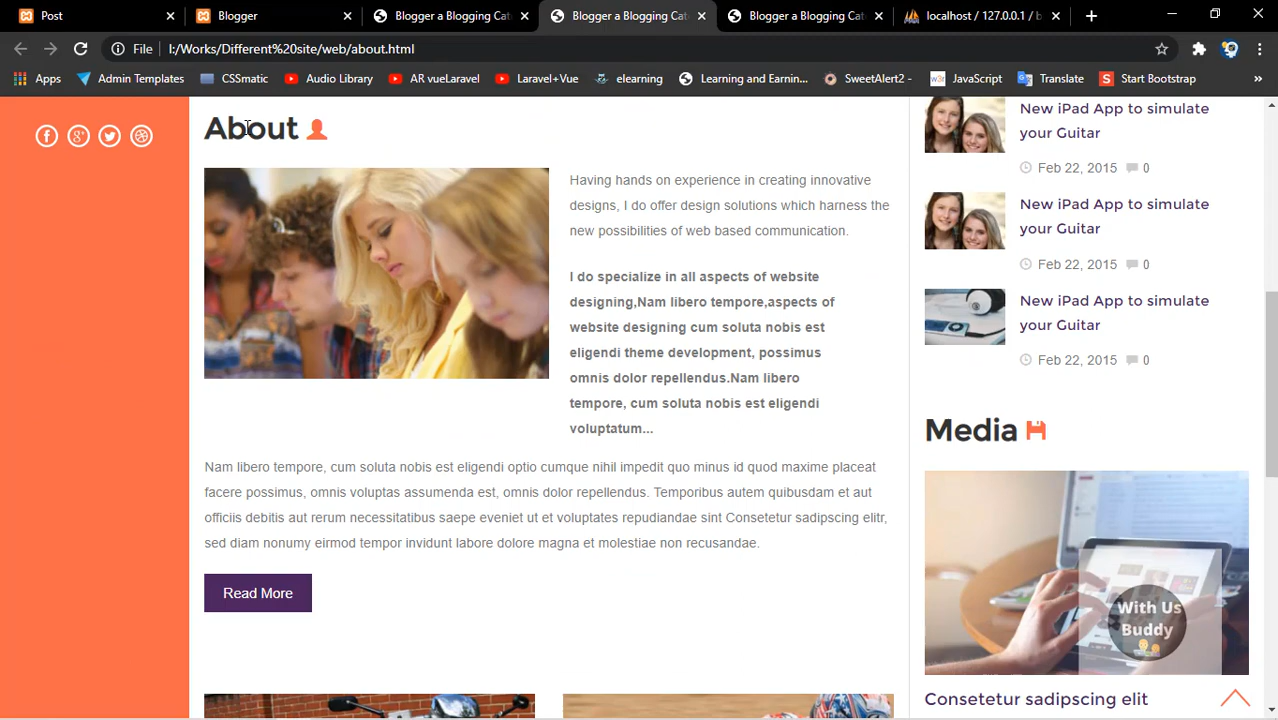 Post
Blogger
Blogger a Blogging Cat
Blogger a Blogging Cat
Blogger a Blogging Cat
localhost / 127.0.0.1 / b
File
I:/Works/Different%20site/web/about.html
Apps
Admin Templates
CSSmatic
Audio Library
AR vueLaravel
Laravel+Vue
elearning
Learning and Earnin...
SweetAlert2 -
JavaScript
Translate
Start Bootstrap
About
Having hands on experience in creating innovative
designs, I do offer design solutions which harness the
new possibilities of web based communication.
I do specialize in all aspects of website
designing,Nam libero tempore,aspects of
website designing cum soluta nobis est
eligendi theme development, possimus
omnis dolor repellendus.Nam libero
tempore, cum soluta nobis est eligendi
voluptatum...
Nam libero tempore, cum soluta nobis est eligendi optio cumque nihil impedit quo minus id quod maxime placeat
facere possimus, omnis voluptas assumenda est, omnis dolor repellendus. Temporibus autem quibusdam et aut
officiis debitis aut rerum necessitatibus saepe eveniet ut et voluptates repudiandae sint Consetetur sadipscing elitr,
sed diam nonumy eirmod tempor invidunt labore dolore magna et molestiae non recusandae.
Read More
New iPad App to simulate
your Guitar
Feb 22, 2015 0
New iPad App to simulate
your Guitar
Feb 22, 2015 0
New iPad App to simulate
your Guitar
Feb 22, 2015 0
Media
With Us
Buddy
Consetetur sadipscing elit